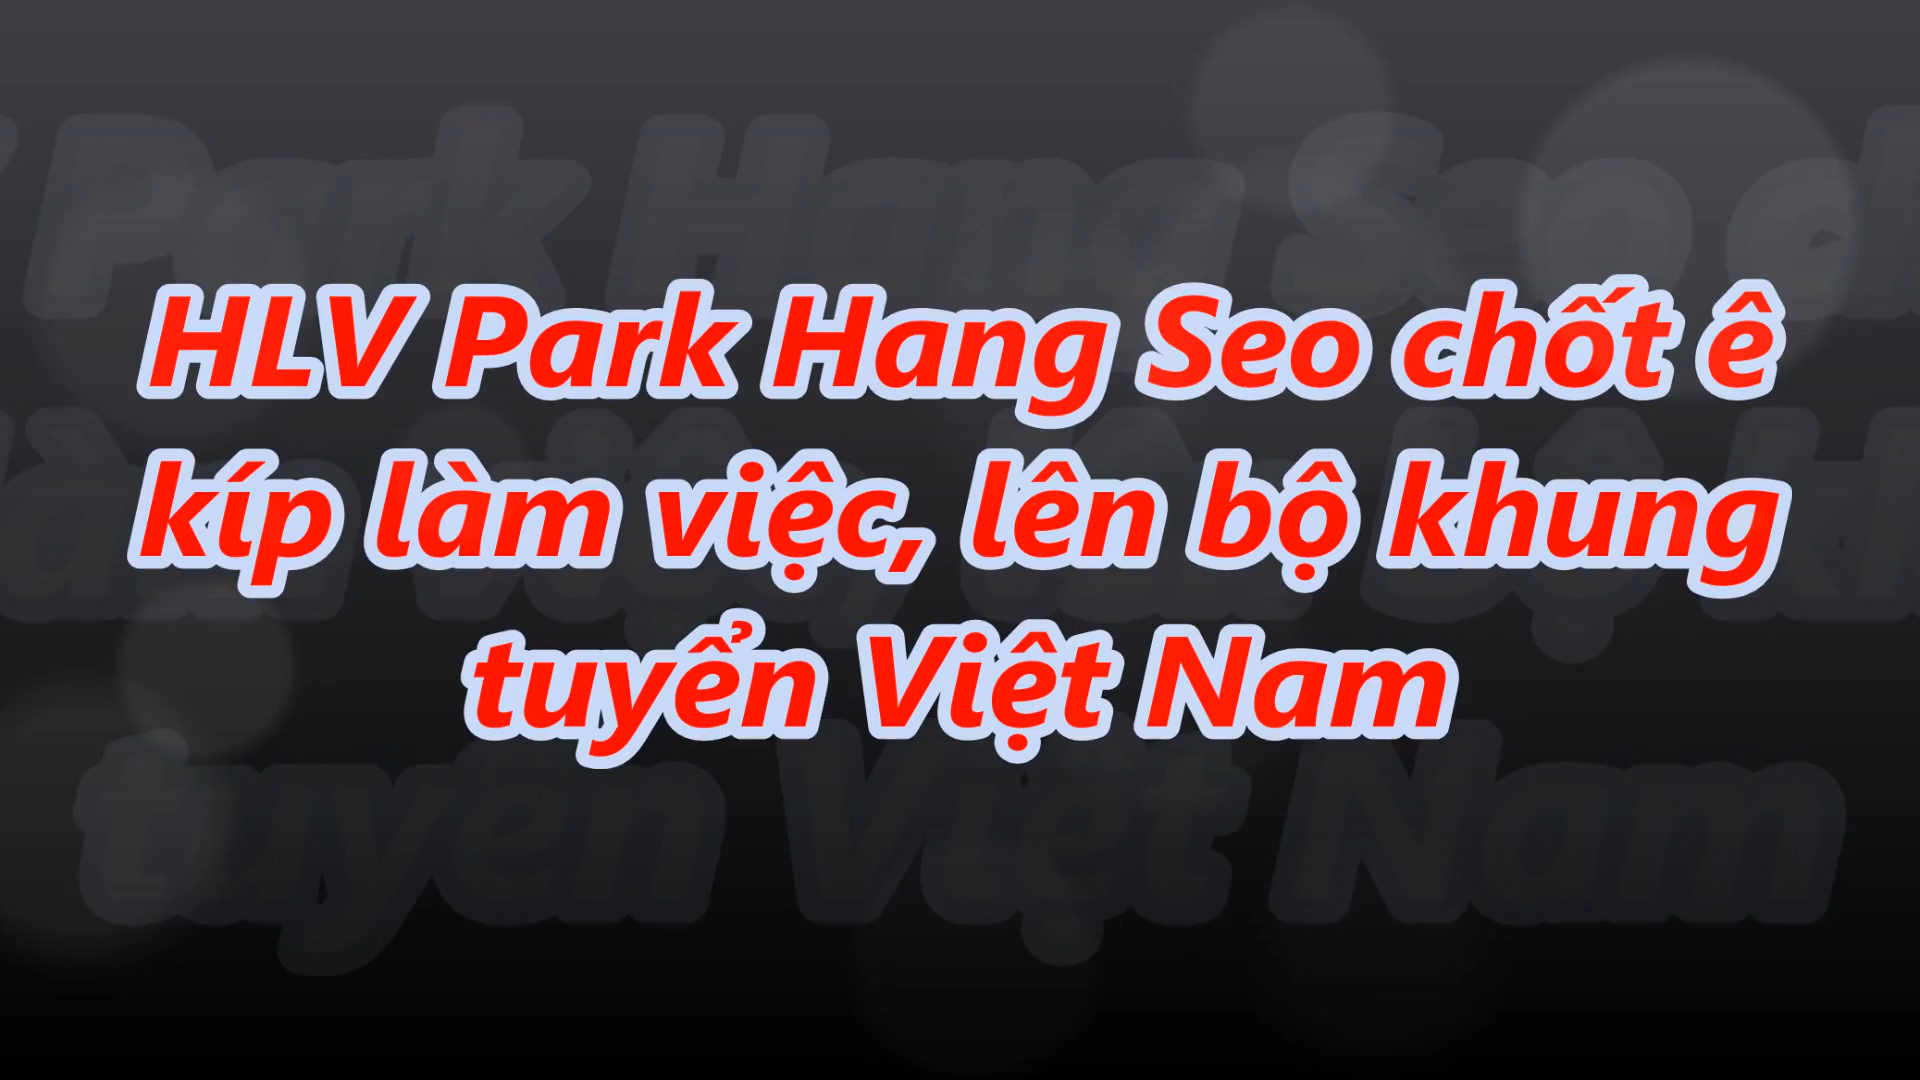 HLV Park Hang Seo chốt ê
kíp làm việc, lên bộ khung
tuyển Việt Nam